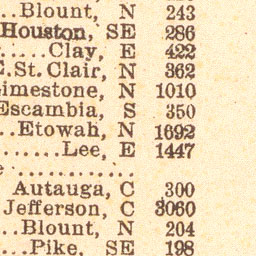 ..Blount, N 243
Houston, SE 286
.....Clay, E 422
E.St.Clair, N 362
imestone, N 1010
Escambia, S 350
..Etowah, N 1692
......Lee, E 1447
e ..............
Autauga, C 300
Jefferson, C 3060
..Blount, N 204
....Pike, SE 198